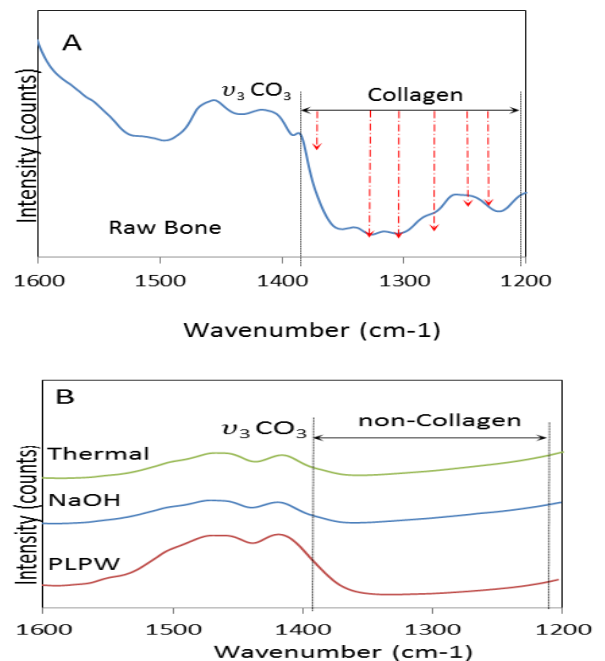 A
υ₃ CO₃
Collagen
Intensity (counts)
Raw Bone
1600 1500 1400 1300 1200
Wavenumber (cm-1)
B
υ₃ CO₃
non-Collagen
Thermal
NaOH
PLPW
Intensity (counts)
1600 1500 1400 1300 1200
Wavenumber (cm-1)